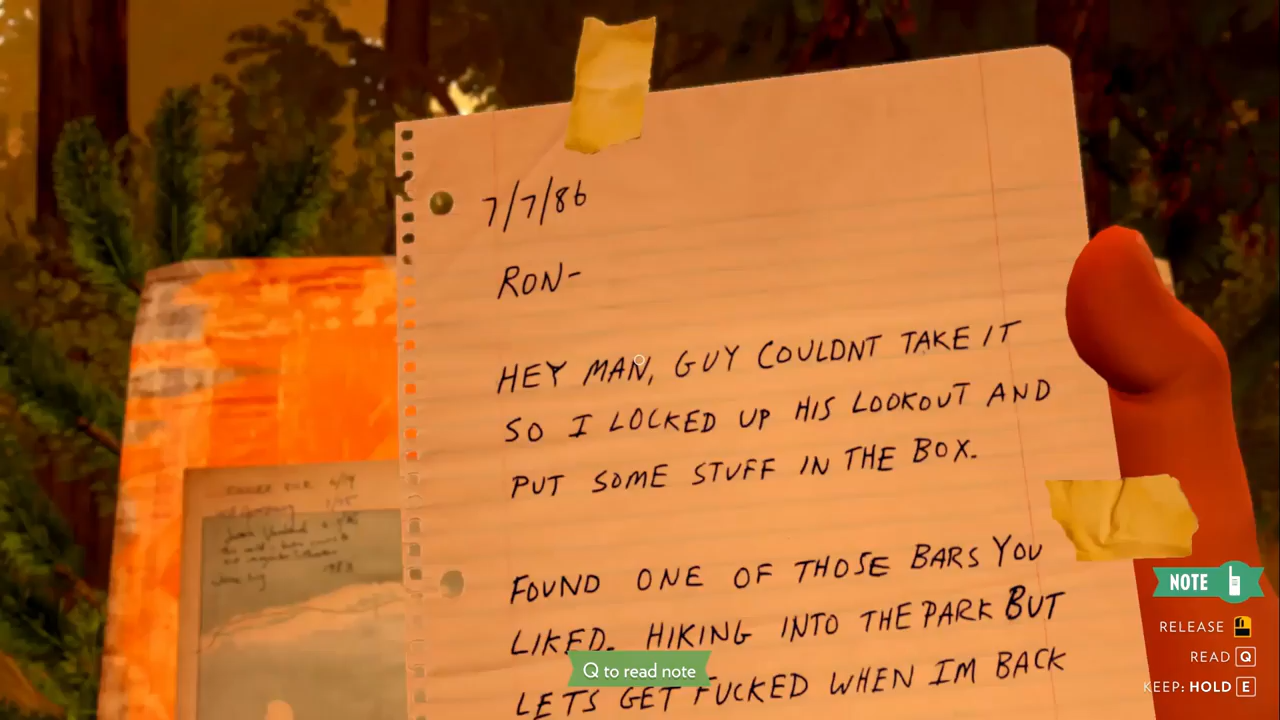 7/7/86
RON-
HEY MAN, GUY COULDNT TAKE IT
SO I LOCKED UP HIS LOOKOUT AND
PUT SOME STUFF IN THE BOX.
FOUND ONE OF THOSE BARS YOU
LIKED. HIKING INTO THE PARK BUT
LETS GET FUCKED WHEN IM BACK
Q to read note
NOTE
RELEASE
READ Q
KEEP: HOLD E